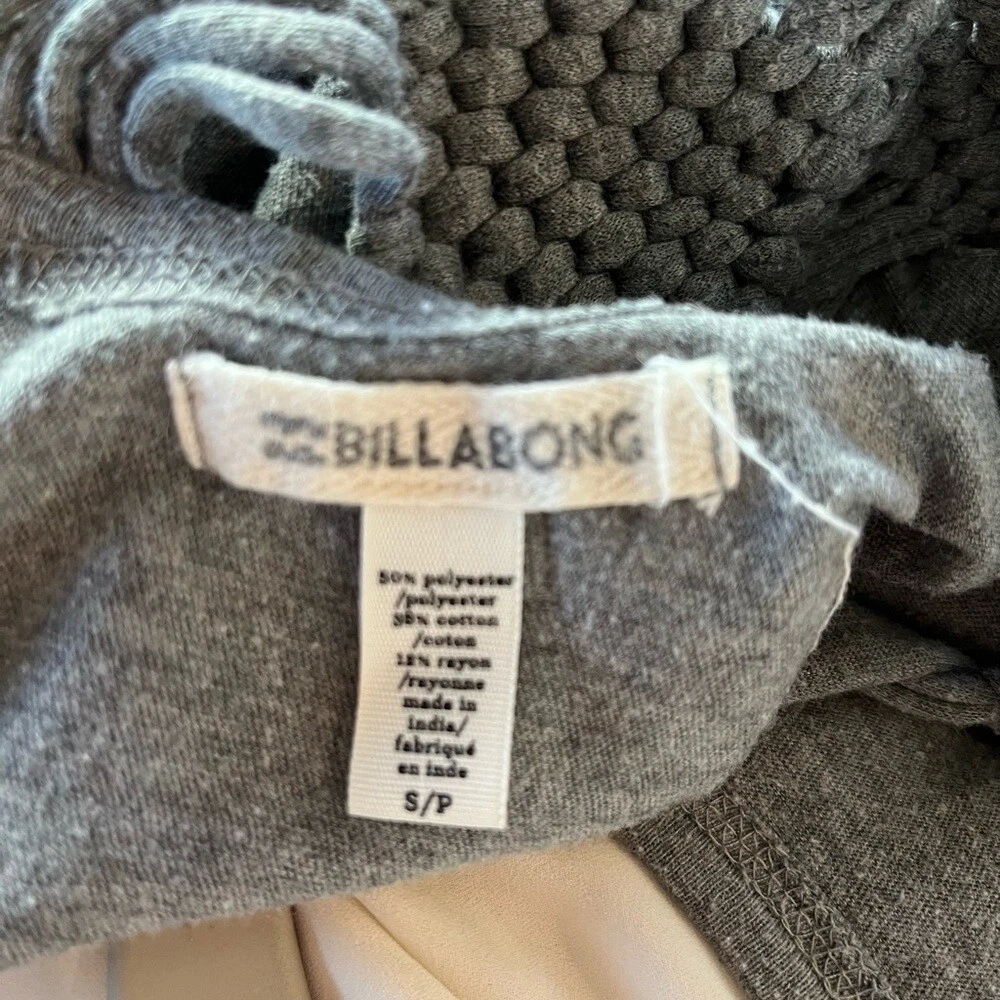 BILLABONG
50% polyester
/polyester
38% cotton
/coton
12% rayon
/rayonne
made in
india/
fabriqué
en inde
S/P